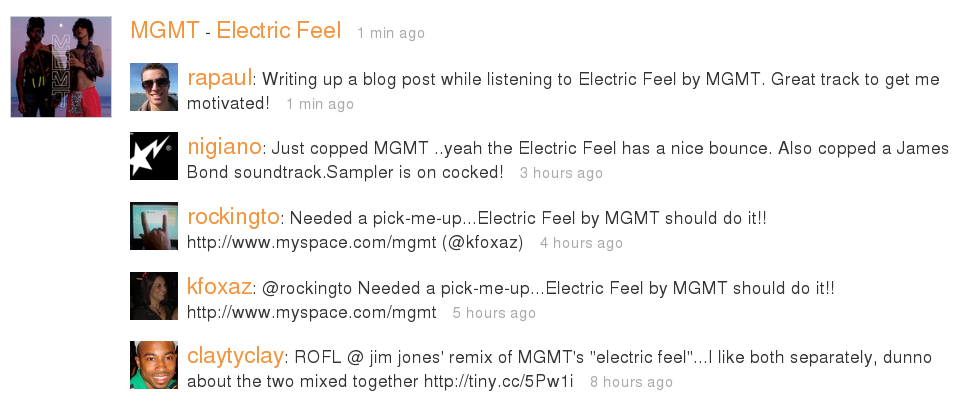 MGMT - Electric Feel 1 min ago
rapaul: Writing up a blog post while listening to Electric Feel by MGMT. Great track to get me
motivated! 1 min ago
nigiano: Just copped MGMT ..yeah the Electric Feel has a nice bounce. Also copped a James
Bond soundtrack.Sampler is on cocked! 3 hours ago
rockingto: Needed a pick-me-up...Electric Feel by MGMT should do it!!
http://www.myspace.com/mgmt (@kfoxaz) 4 hours ago
kfoxaz: @rockingto Needed a pick-me-up...Electric Feel by MGMT should do it!!
http://www.myspace.com/mgmt 5 hours ago
claytyclay: ROFL @ jim jones' remix of MGMT's "electric feel"...I like both separately, dunno
about the two mixed together http://tiny.cc/5Pw1i 8 hours ago